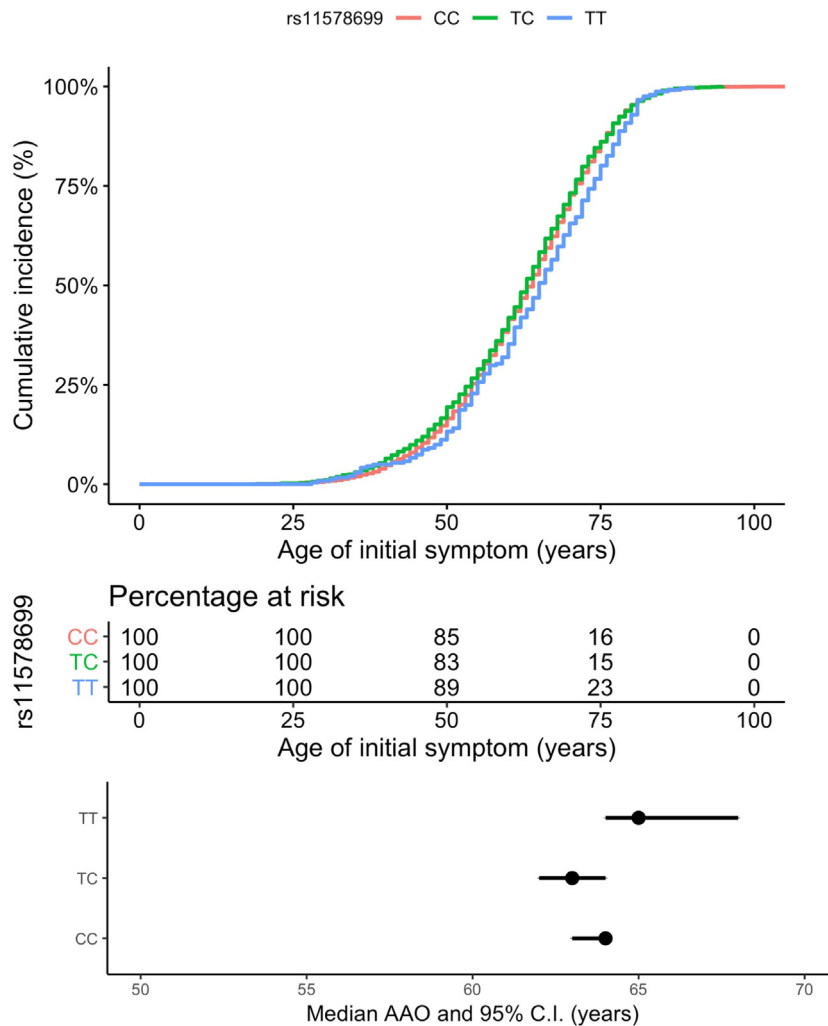 rs11578699 CC TC TT
100%
75%
50%
25%
0%
Cumulative incidence (%)
0 25 50 75 100
Age of initial symptom (years)
Percentage at risk
rs11578699
CC 100 100 85 16 0
TC 100 100 83 15 0
TT 100 100 89 23 0
0 25 50 75 100
Age of initial symptom (years)
TT
TC
CC
50 55 60 65 70
Median AAO and 95% C.I. (years)